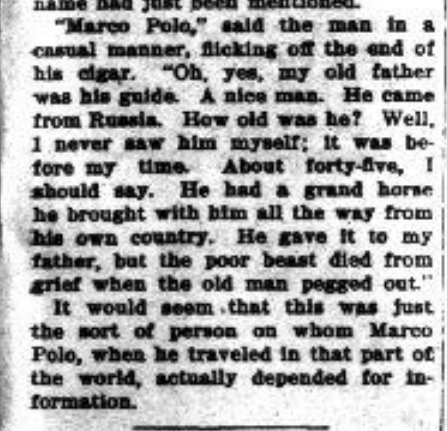 name had just been mentioned.
"Marco Polo," said the man in a
casual manner, flicking off the end of
his cigar. "Oh, yes, my old father
was his guide. A nice man. He came
from Russia. How old was he? Well,
I never saw him myself; it was be-
fore my time. About forty-five, I
should say. He had a grand horse
he brought with him all the way from
his own country. He gave it to my
father, but the poor beast died from
grief when the old man pegged out."
It would seem that this was just
the sort of person on whom Marco
Polo, when he traveled in that part of
the world, actually depended for in-
formation.